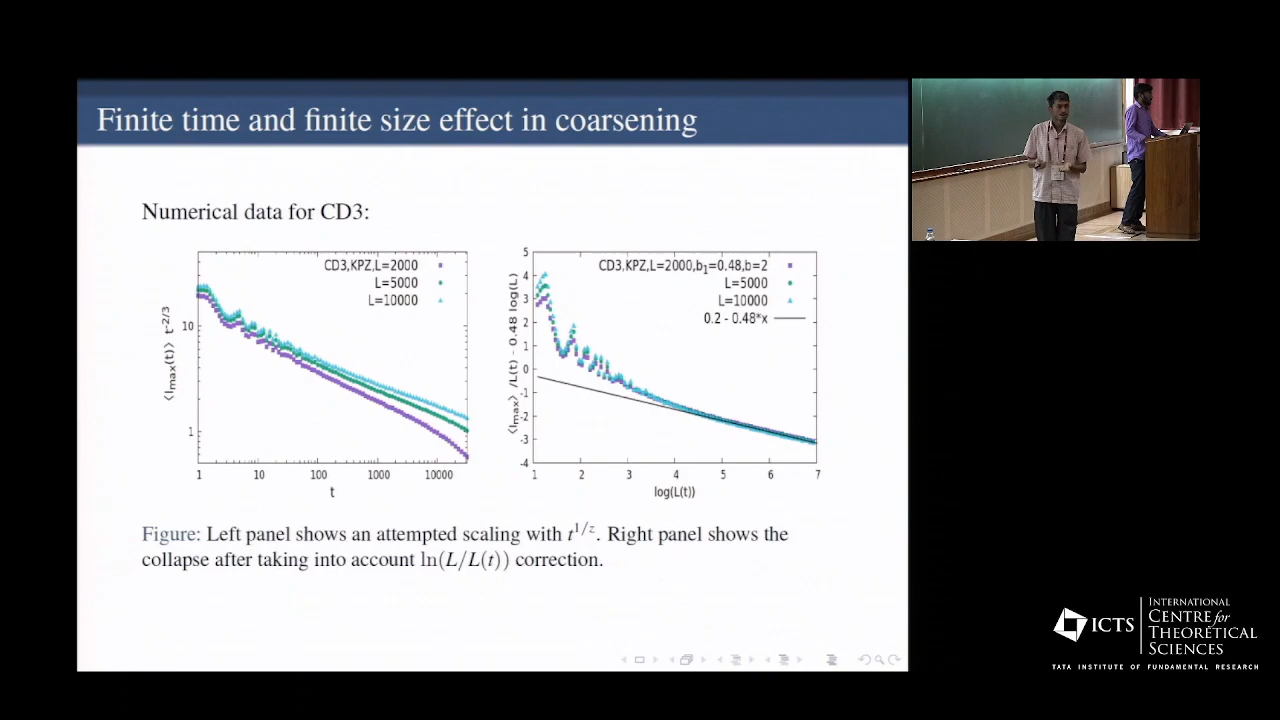 Finite time and finite size effect in coarsening
Numerical data for CD3:
⟨l_max(t)⟩ t^-2/3
10
1
CD3,KPZ,L=2000
L=5000
L=10000
1 10 100 1000 10000
t
⟨l_max⟩ /L(t) - 0.48 log(L)
5
4
3
2
1
0
-1
-2
-3
-4
CD3,KPZ,L=2000,b_1=0.48,b=2
L=5000
L=10000
0.2 - 0.48*x
1 2 3 4 5 6 7
log(L(t))
Figure: Left panel shows an attempted scaling with t^1/z. Right panel shows the
collapse after taking into account ln(L/L(t)) correction.
ICTS
INTERNATIONAL
CENTRE for
THEORETICAL
SCIENCES
TATA INSTITUTE OF FUNDAMENTAL RESEARCH